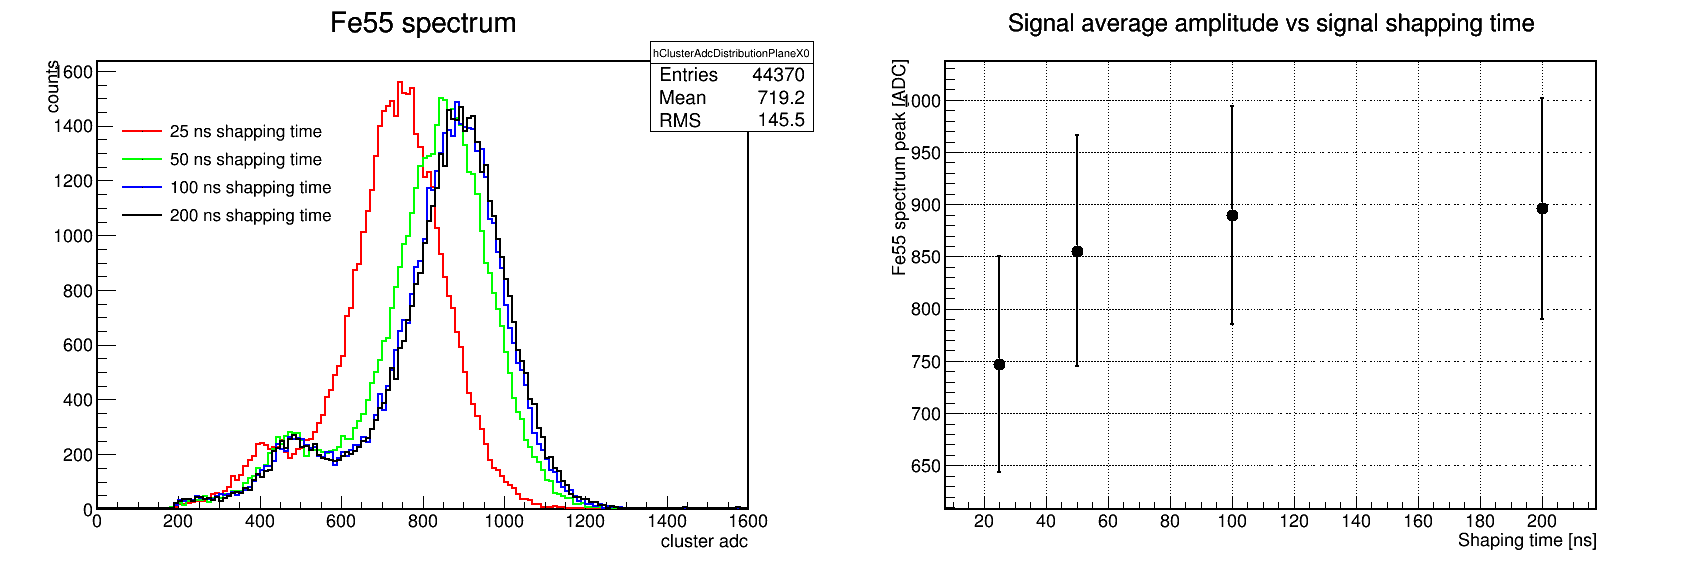 Fe55 spectrum
hClusterAdcDistributionPlaneX0
Entries 44370
Mean 719.2
RMS 145.5
counts
1600
1400
1200
1000
800
600
400
200
0
25 ns shapping time
50 ns shapping time
100 ns shapping time
200 ns shapping time
0 200 400 600 800 1000 1200 1400 1600
cluster adc
Signal average amplitude vs signal shapping time
Fe55 spectrum peak [ADC]
1000
950
900
850
800
750
700
650
20 40 60 80 100 120 140 160 180 200
Shaping time [ns]